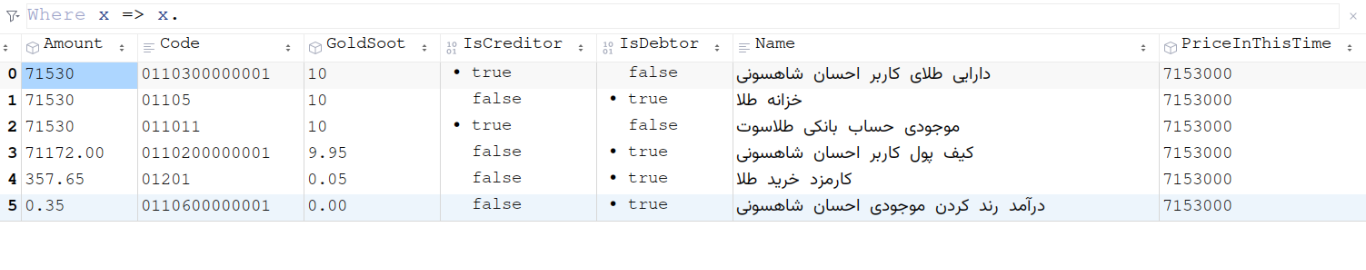 Where x => x.
Amount Code GoldSoot IsCreditor IsDebtor Name PriceInThisTime
0 71530 0110300000001 10 • true false دارایی طلای کاربر احسان شاهسونی 7153000
1 71530 01105 10 false • true خزانه طلا 7153000
2 71530 011011 10 • true false موجودی حساب بانکی طلاسوت 7153000
3 71172.00 0110200000001 9.95 false • true کیف پول کاربر احسان شاهسونی 7153000
4 357.65 01201 0.05 false • true کارمزد خرید طلا 7153000
5 0.35 0110600000001 0.00 false • true درآمد رند کردن موجودی احسان شاهسونی 7153000